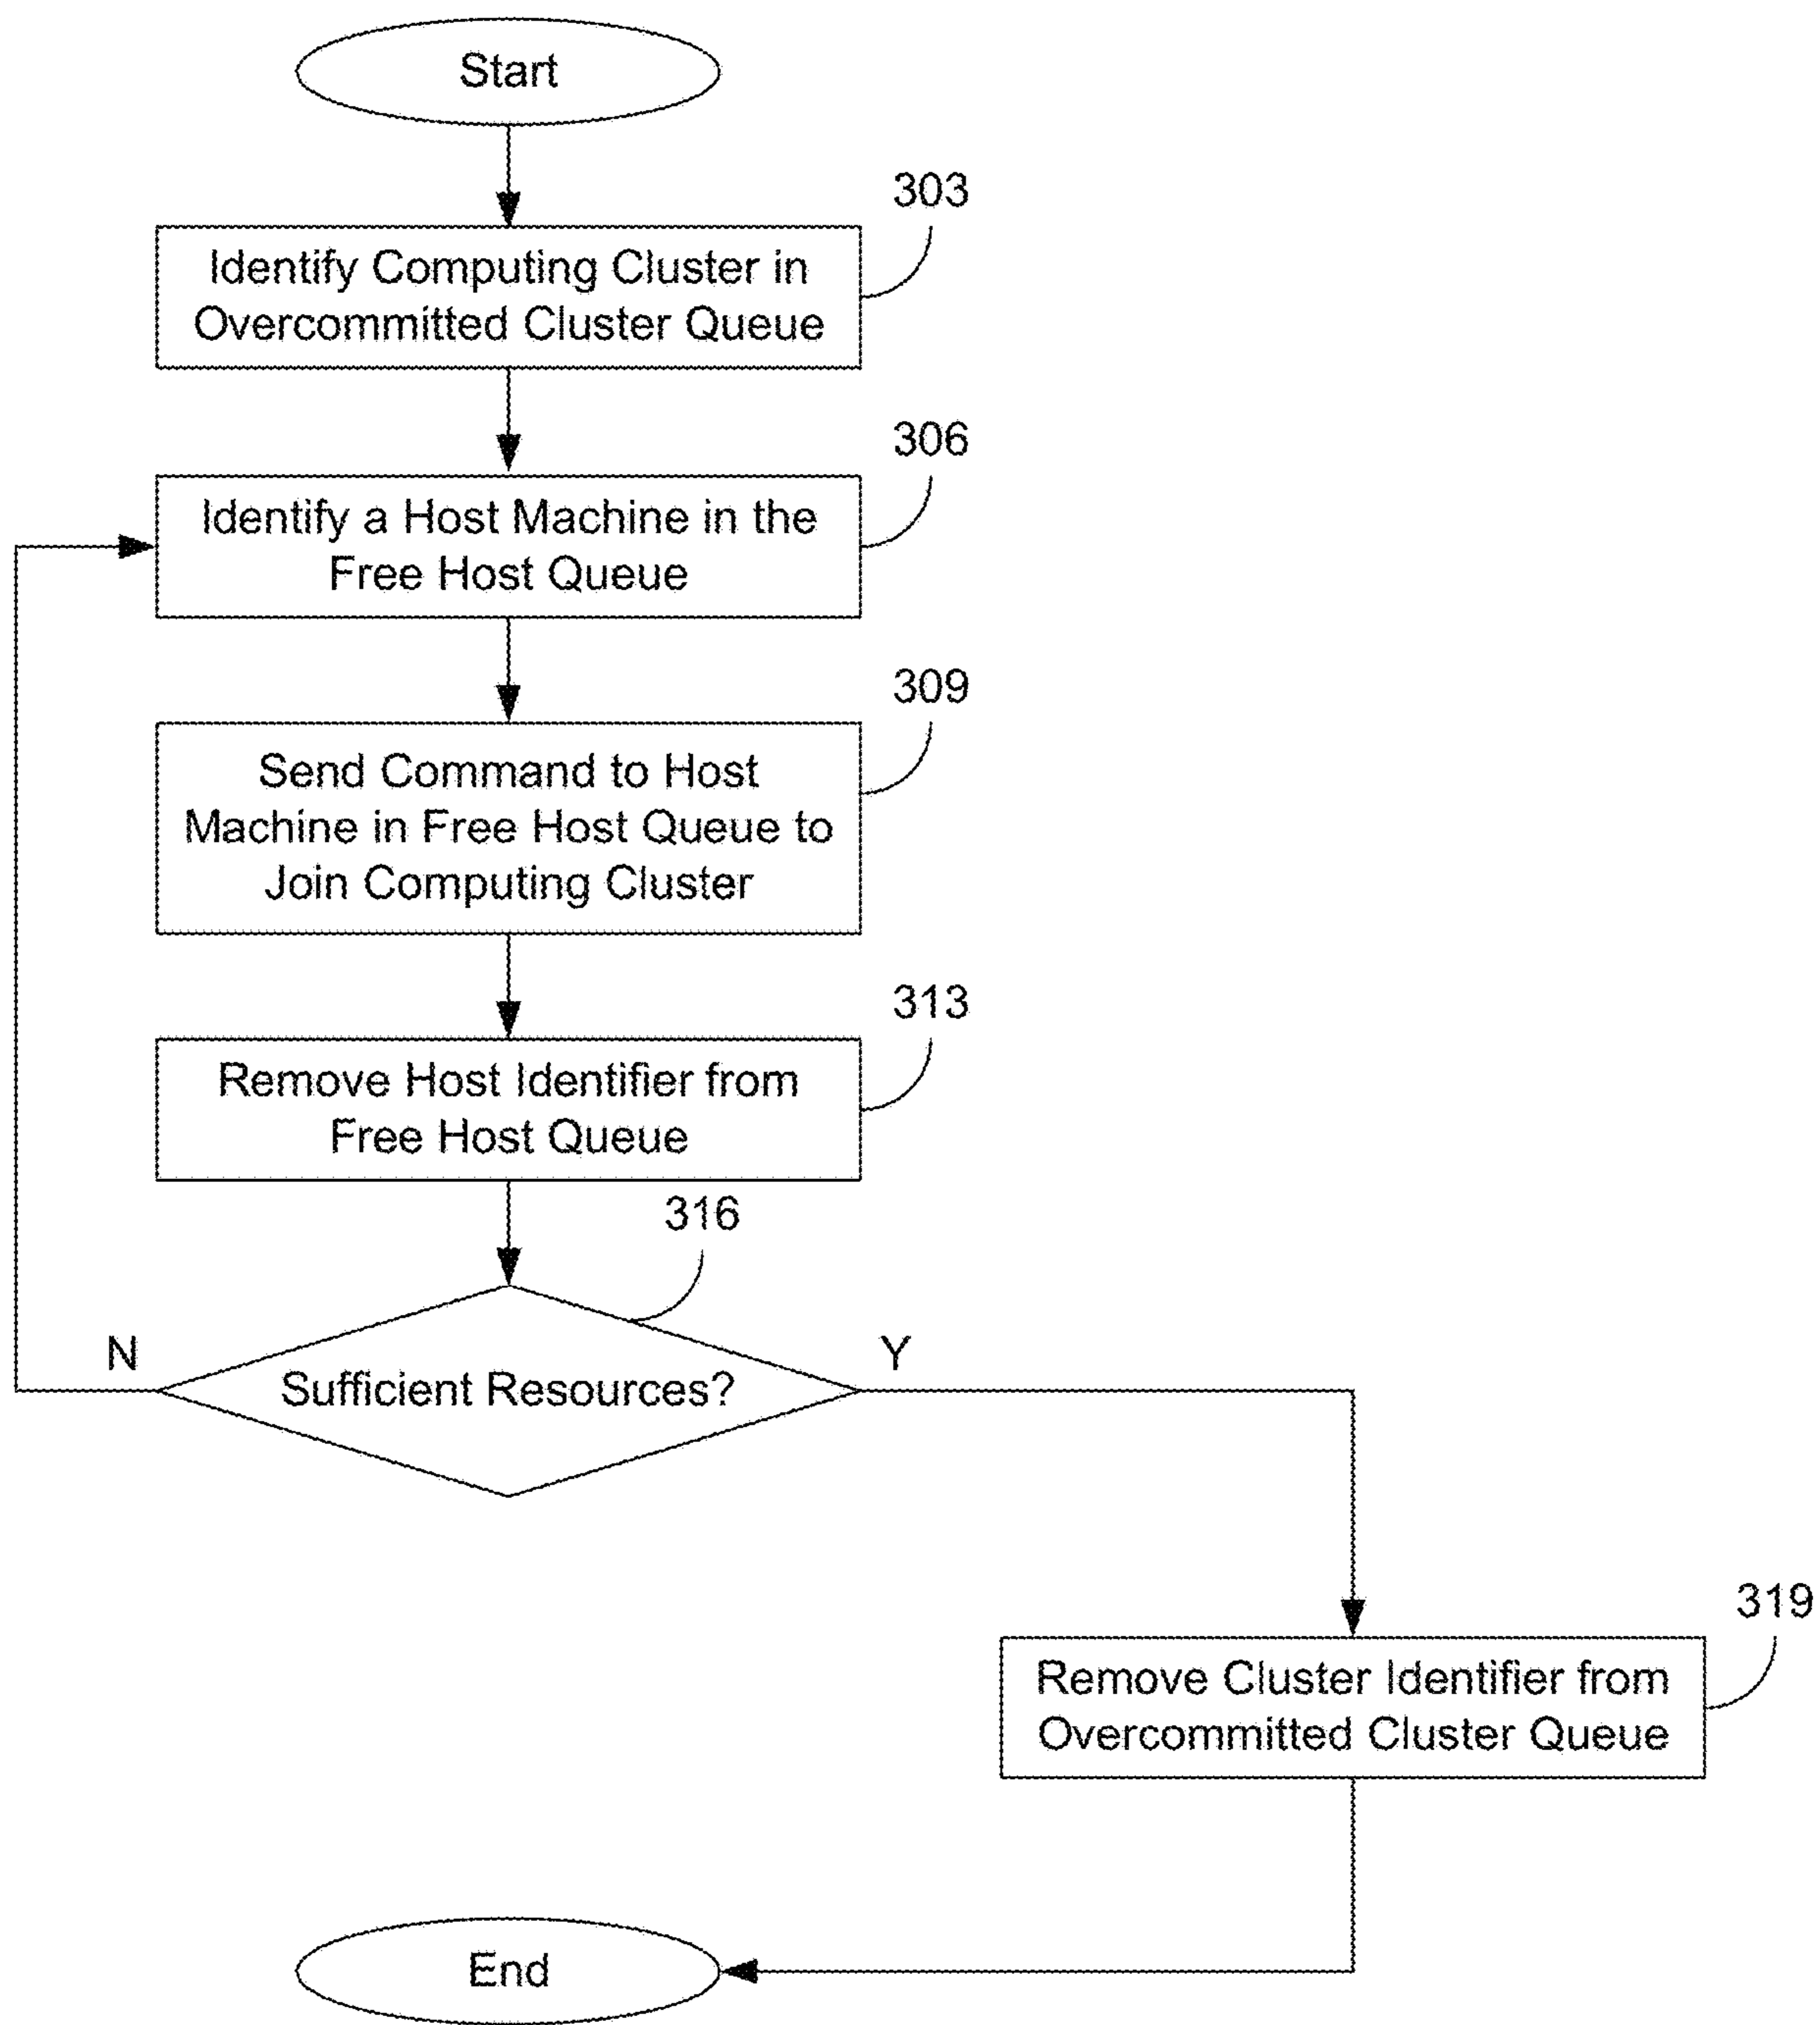 Start
303
Identify Computing Cluster in
Overcommitted Cluster Queue
306
Identify a Host Machine in the
Free Host Queue
309
Send Command to Host
Machine in Free Host Queue to
Join Computing Cluster
313
Remove Host Identifier from
Free Host Queue
316
N
Sufficient Resources?
Y
319
Remove Cluster Identifier from
Overcommitted Cluster Queue
End